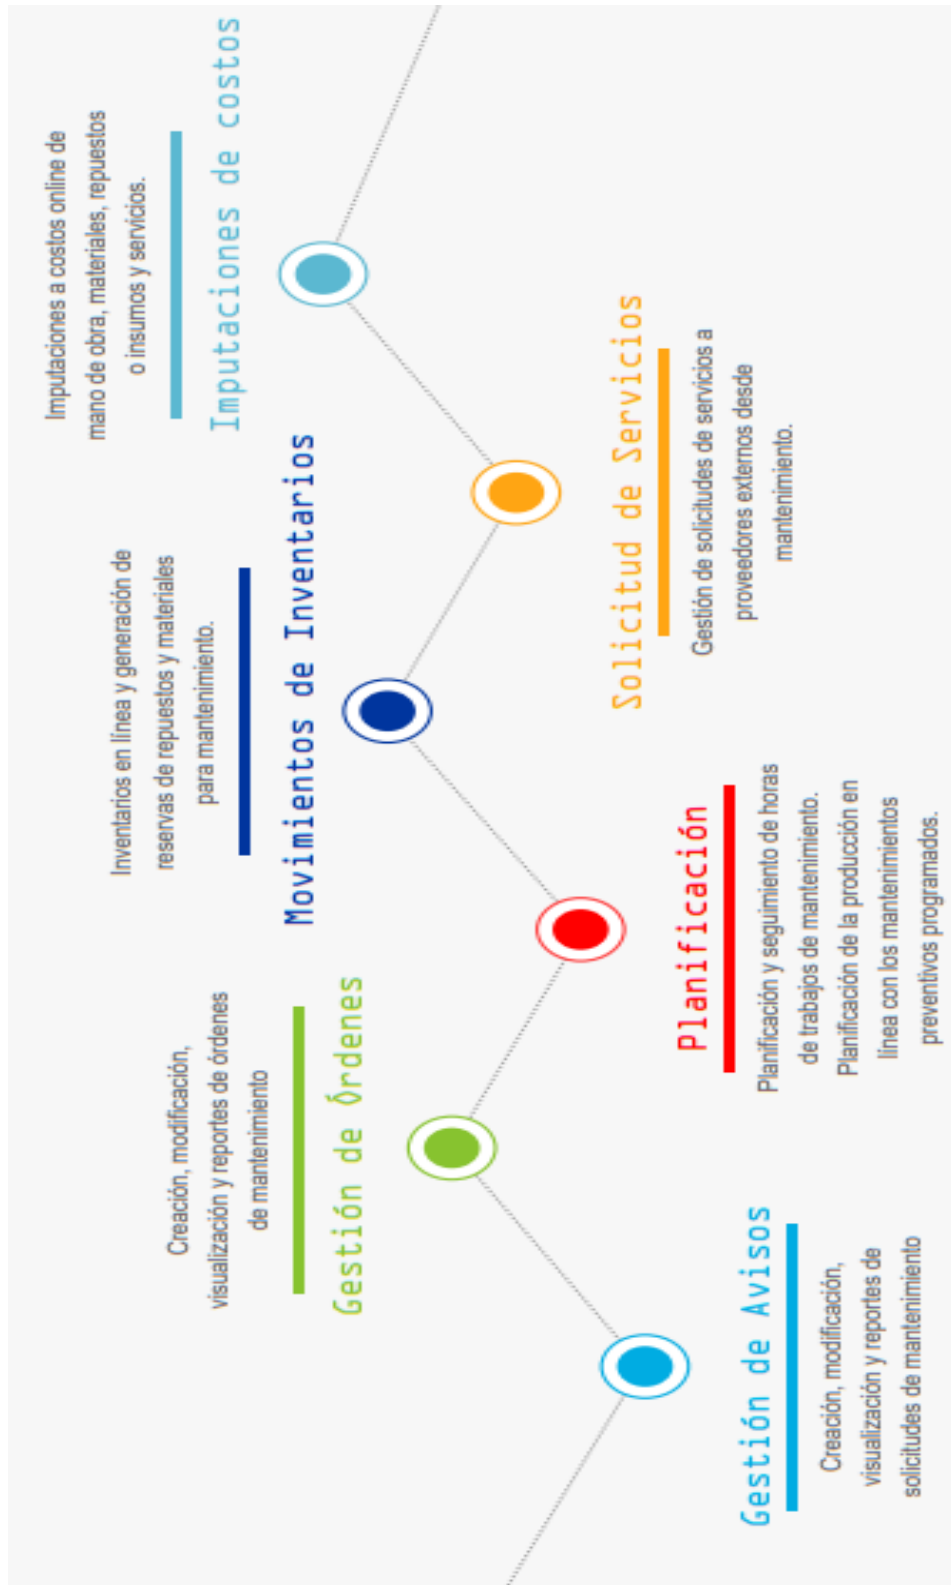 Gestión de Avisos
Creación, modificación,
visualización y reportes de
solicitudes de mantenimiento
Creación, modificación,
visualización y reportes de órdenes
de mantenimiento
Gestión de Órdenes
Planificación
Planificación y seguimiento de horas
de trabajos de mantenimiento.
Planificación de la producción en
línea con los mantenimientos
preventivos programados.
Inventarios en línea y generación de
reservas de repuestos y materiales
para mantenimiento.
Movimientos de Inventarios
Solicitud de Servicios
Gestión de solicitudes de servicios a
proveedores externos desde
mantenimiento.
Imputaciones a costos online de
mano de obra, materiales, repuestos
o insumos y servicios.
Imputaciones de costos